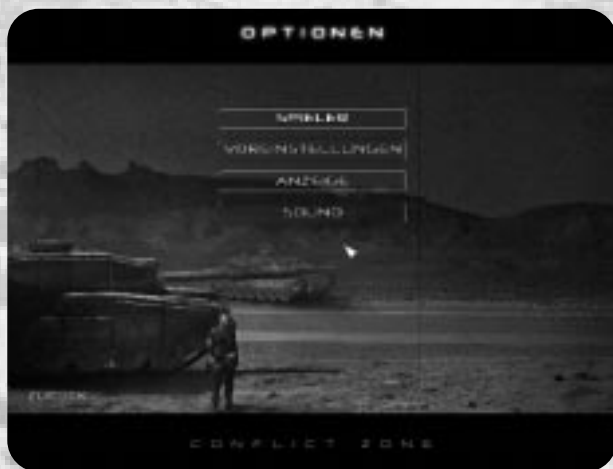 OPTIONEN
SPIELER
VOREINSTELLUNGEN
ANZEIGE
SOUND
ZURÜCK
CONFLICT ZONE